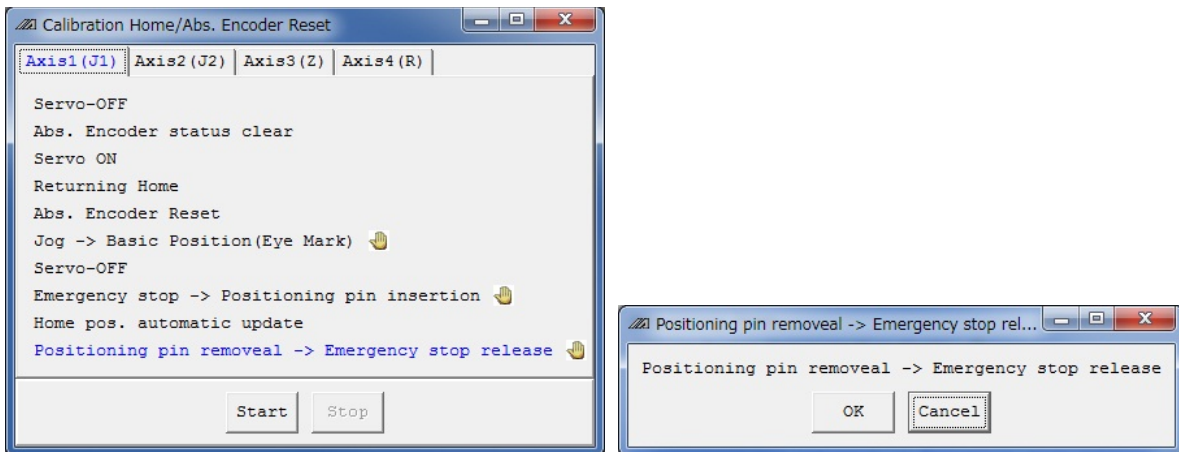 Calibration Home/Abs. Encoder Reset
Axis1(J1) Axis2(J2) Axis3(Z) Axis4(R)
Servo-OFF
Abs. Encoder status clear
Servo ON
Returning Home
Abs. Encoder Reset
Jog -> Basic Position(Eye Mark)
Servo-OFF
Emergency stop -> Positioning pin insertion
Home pos. automatic update
Positioning pin removeal -> Emergency stop release
Start Stop
Positioning pin removeal -> Emergency stop rel...
Positioning pin removeal -> Emergency stop release
OK Cancel